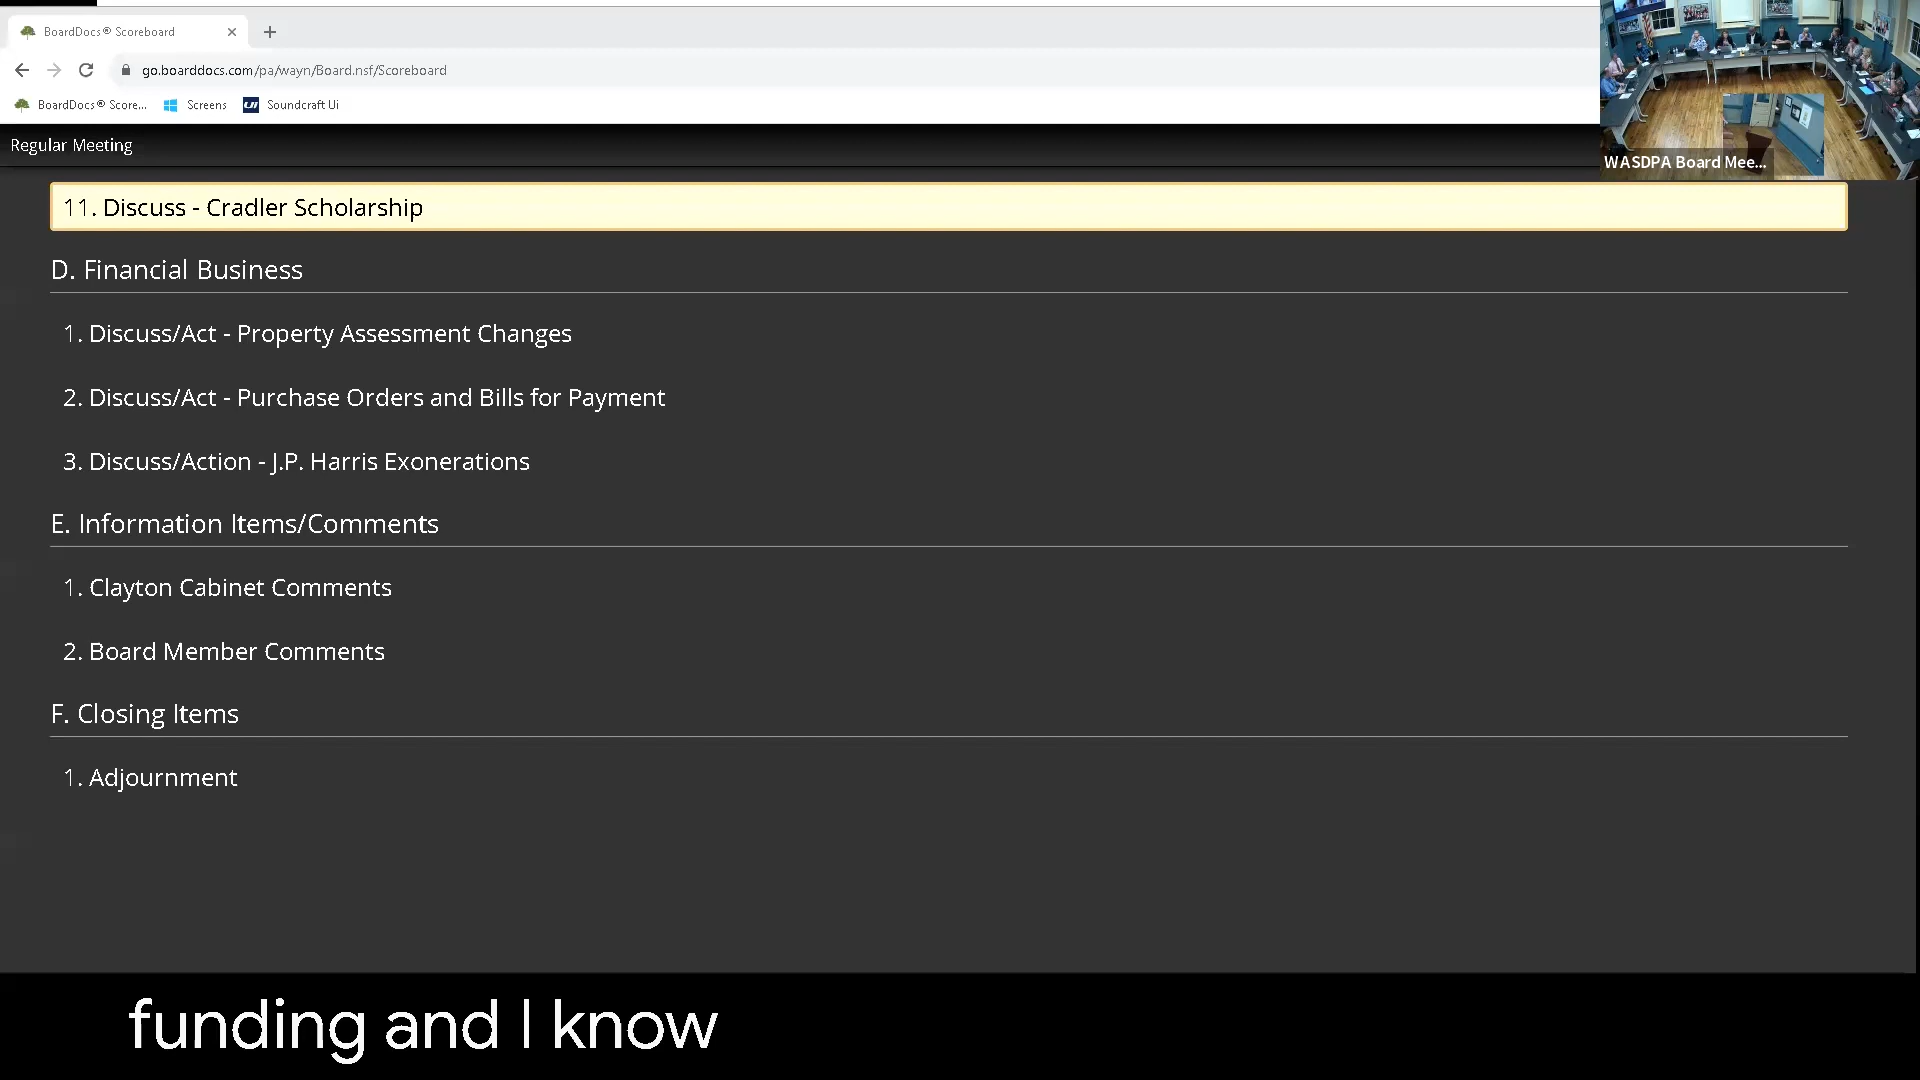 BoardDocs® Scoreboard
go.boarddocs.com/pa/wayn/Board.nsf/Scoreboard
BoardDocs® Score... Screens Soundcraft Ui
Regular Meeting
WASDPA Board Mee...
11. Discuss - Cradler Scholarship
D. Financial Business
1. Discuss/Act - Property Assessment Changes
2. Discuss/Act - Purchase Orders and Bills for Payment
3. Discuss/Action - J.P. Harris Exonerations
E. Information Items/Comments
1. Clayton Cabinet Comments
2. Board Member Comments
F. Closing Items
1. Adjournment
funding and I know